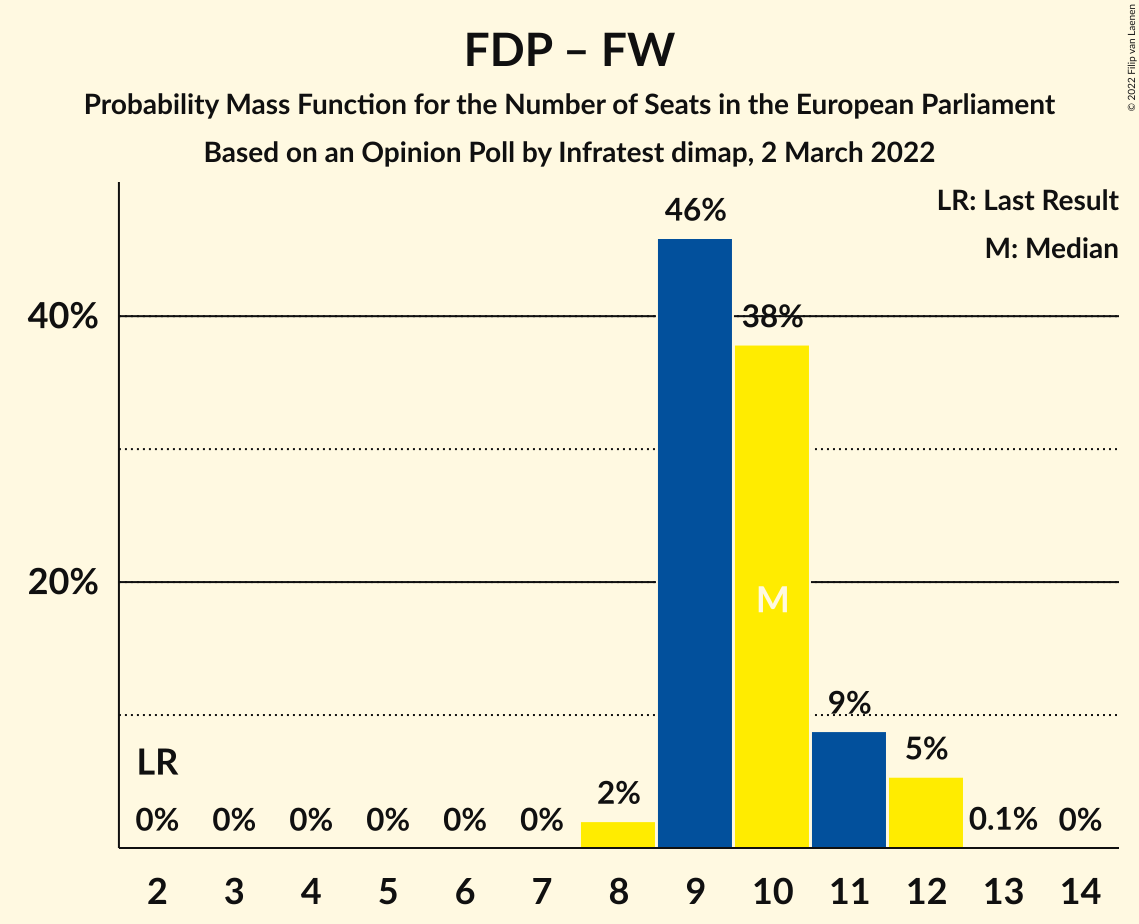 FDP – FW
Probability Mass Function for the Number of Seats in the European Parliament
Based on an Opinion Poll by Infratest dimap, 2 March 2022
© 2022 Filip van Laenen
LR: Last Result
M: Median
46%
40%
38%
20%
M
9%
LR
5%
2%
0% 0% 0% 0% 0% 0% 0.1% 0%
2 3 4 5 6 7 8 9 10 11 12 13 14